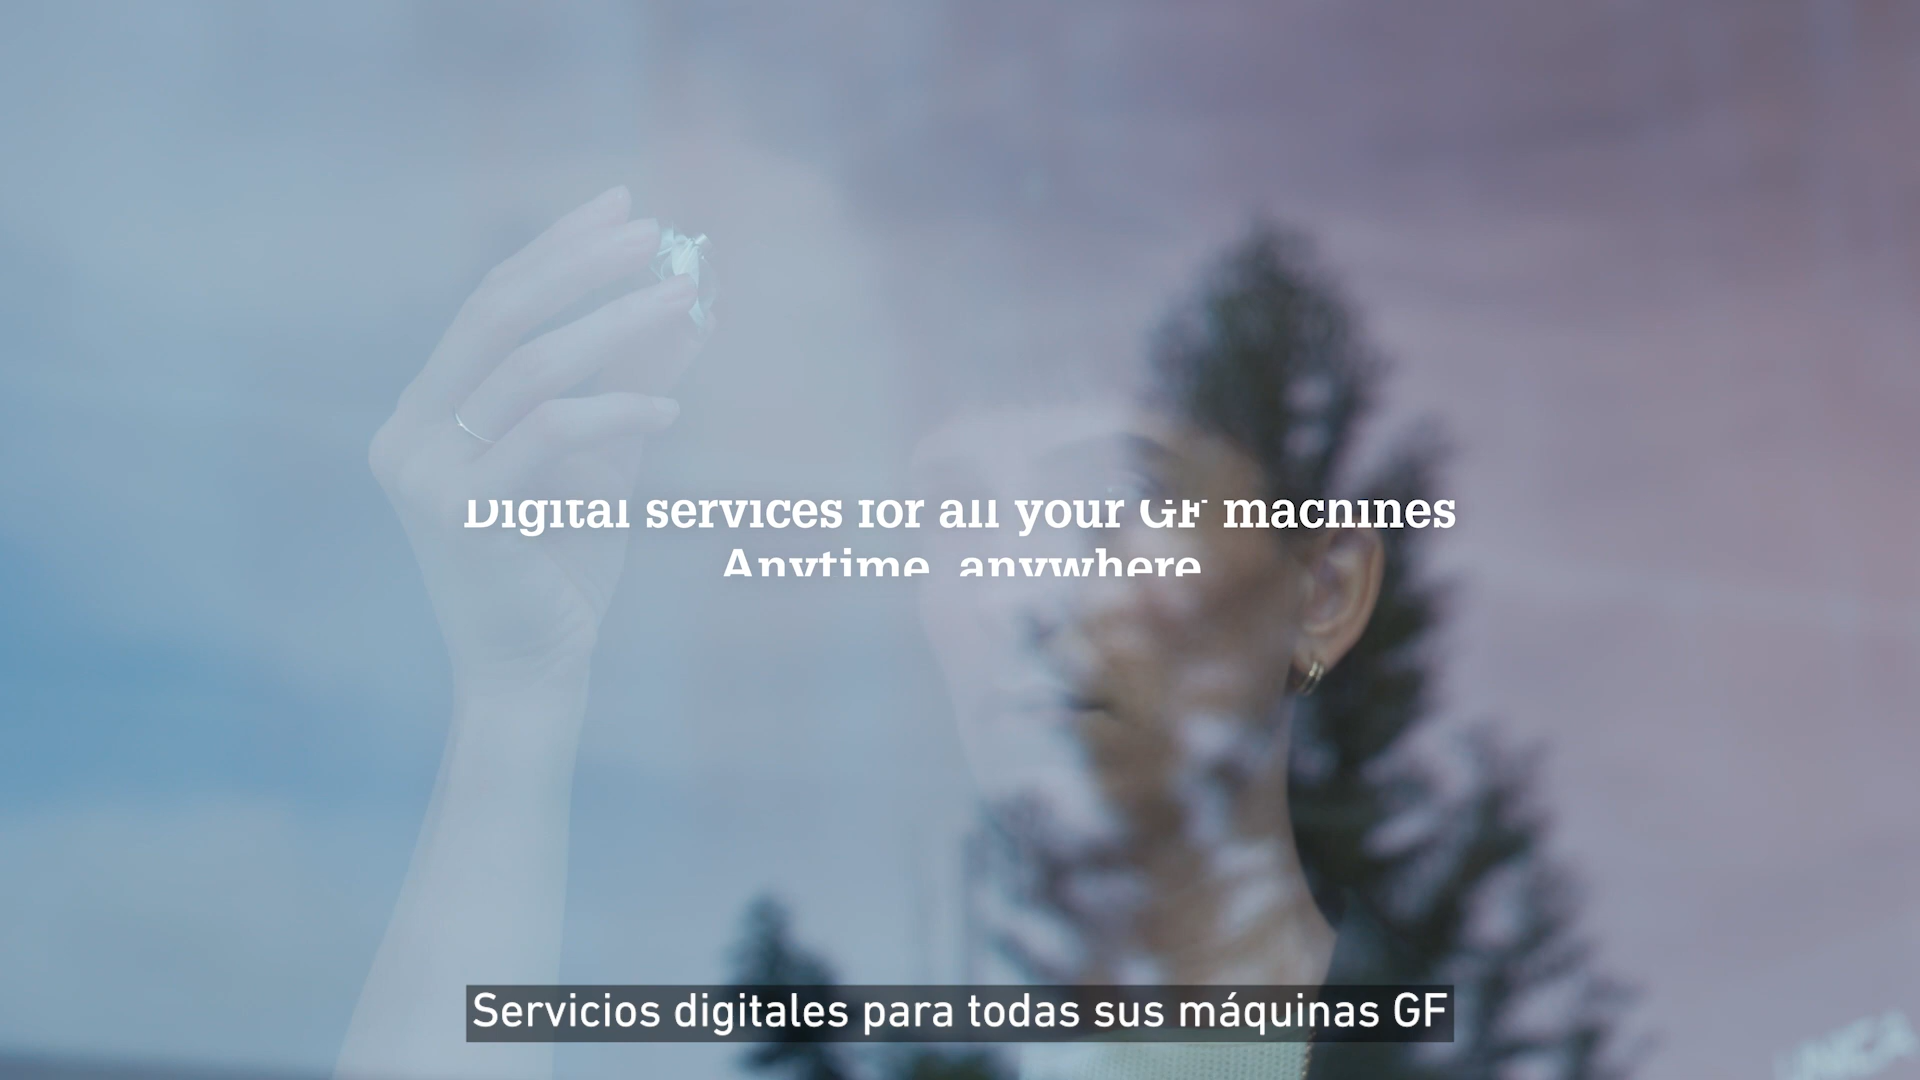 Digital services for all your GF machines
Anytime, anywhere
Servicios digitales para todas sus máquinas GF